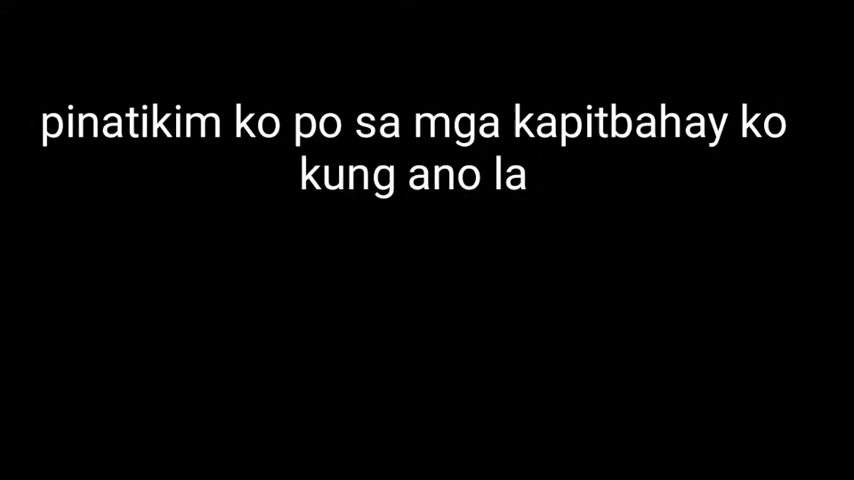 pinatikim ko po sa mga kapitbahay ko
kung ano la